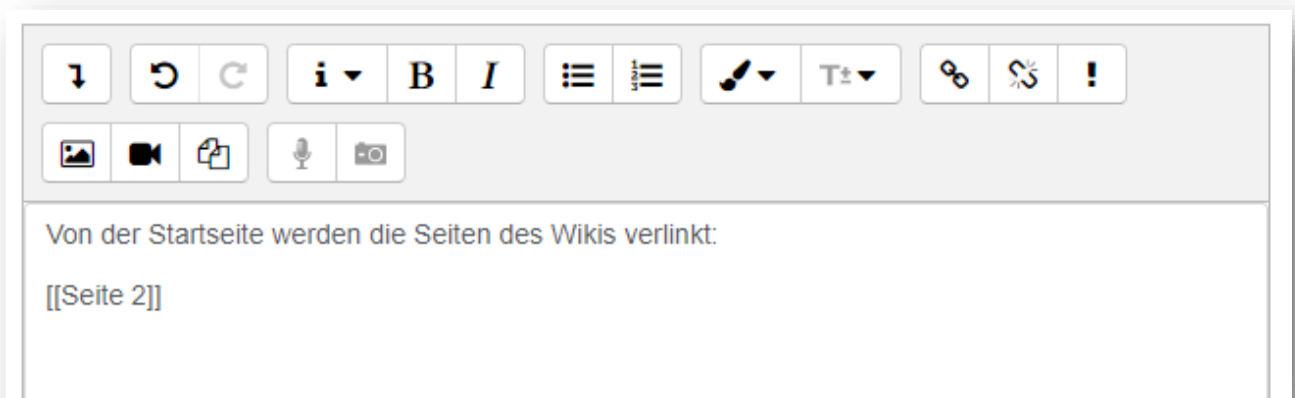 B I
Von der Startseite werden die Seiten des Wikis verlinkt:
[[Seite 2]]